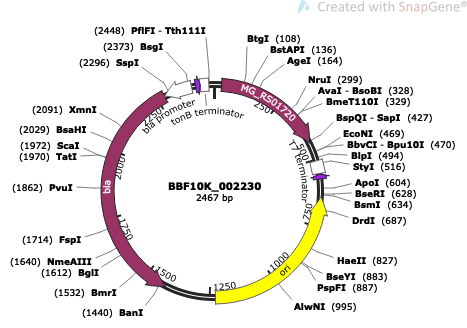 Created with SnapGene®
(2448) PflFI - Tth111I
(2373) BsgI
(2296) SspI
BtgI (108)
BstAPI (136)
AgeI (164)
NruI (299)
AvaI - BsoBI (328)
BmeT110I (329)
BspQI - SapI (427)
EcoNI (469)
BbvCI - Bpu10I (470)
BlpI (494)
StyI (516)
ApoI (604)
BseRI (628)
BsmI (634)
DrdI (687)
HaeII (827)
BseYI (883)
PspFI (887)
AlwNI (995)
(2091) XmnI
(2029) BsaHI
(1972) ScaI
(1970) TatI
(1862) PvuI
(1714) FspI
(1640) NmeAIII
(1612) BglI
(1532) BmrI
(1440) BanI
MG_RS01720
bla promoter
tonB terminator
T7 terminator
bla
ori
250
500
750
1000
1250
1500
1750
2000
2250
BBF10K_002230
2467 bp